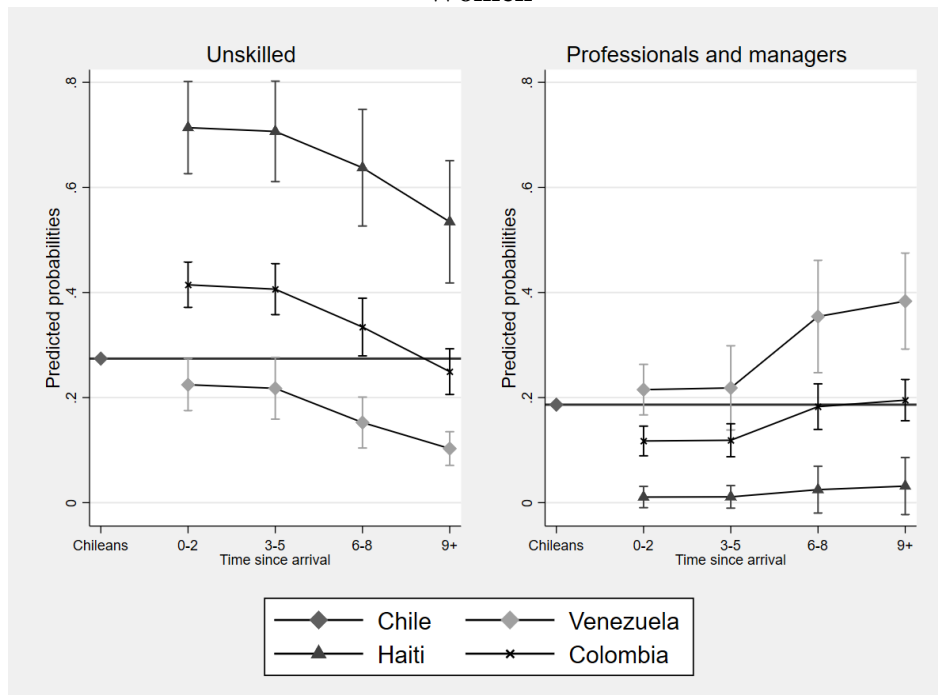 Women
Unskilled
Professionals and managers
Predicted probabilities
.8
.6
.4
.2
0
Chileans 0-2 3-5 6-8 9+
Time since arrival
Predicted probabilities
.8
.6
.4
.2
0
Chileans 0-2 3-5 6-8 9+
Time since arrival
Chile Venezuela
Haiti Colombia